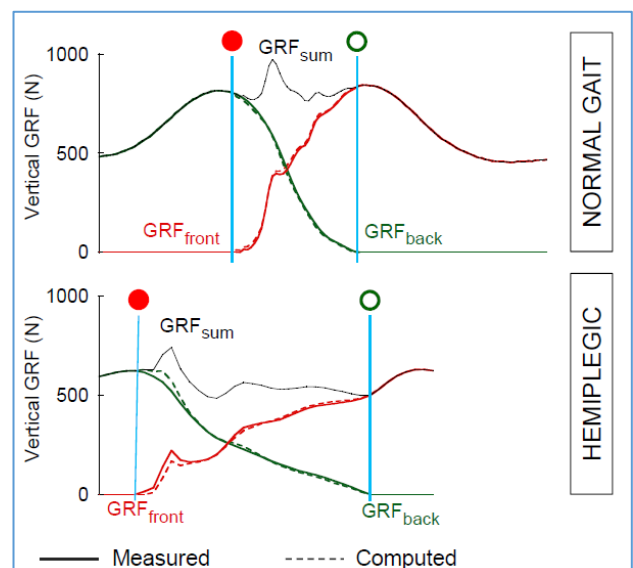 1000
GRFsum
Vertical GRF (N)
500
NORMAL GAIT
GRFfront
GRFback
0
1000
GRFsum
Vertical GRF (N)
500
HEMIPLEGIC
0
GRFfront
GRFback
Measured
Computed